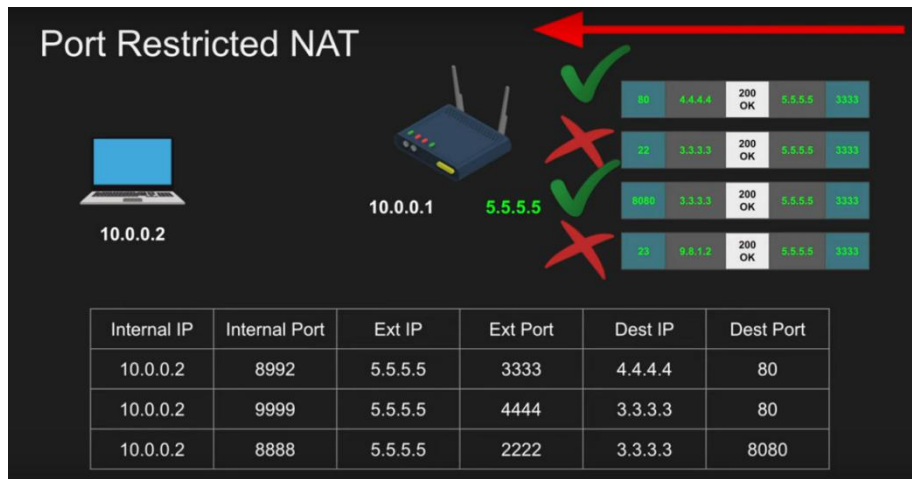 Port Restricted NAT
80 4.4.4.4 200 OK 5.5.5.5 3333
22 3.3.3.3 200 OK 5.5.5.5 3333
8080 3.3.3.3 200 OK 5.5.5.5 3333
23 9.8.1.2 200 OK 5.5.5.5 3333
10.0.0.2
10.0.0.1 5.5.5.5
Internal IP Internal Port Ext IP Ext Port Dest IP Dest Port
10.0.0.2 8992 5.5.5.5 3333 4.4.4.4 80
10.0.0.2 9999 5.5.5.5 4444 3.3.3.3 80
10.0.0.2 8888 5.5.5.5 2222 3.3.3.3 8080